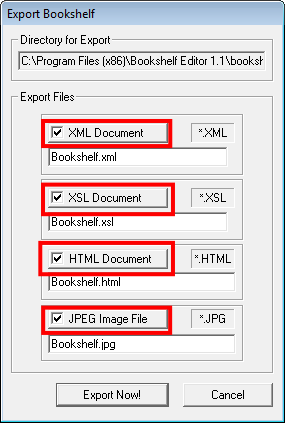 Export Bookshelf
Directory for Export
C:\Program Files (x86)\Bookshelf Editor 1.1\booksh
Export Files
XML Document *.XML
Bookshelf.xml
XSL Document *.XSL
Bookshelf.xsl
HTML Document *.HTML
Bookshelf.html
JPEG Image File *.JPG
Bookshelf.jpg
Export Now! Cancel